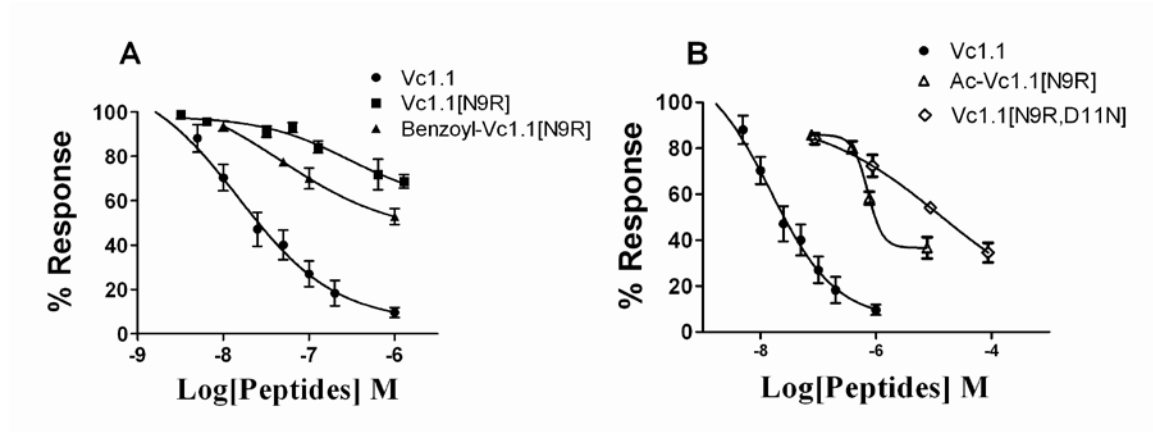 A
Vc1.1
Vc1.1[N9R]
Benzoyl-Vc1.1[N9R]
100
80
60
40
20
0
% Response
-9 -8 -7 -6
Log[Peptides] M
B
Vc1.1
Ac-Vc1.1[N9R]
Vc1.1[N9R,D11N]
100
80
60
40
20
0
% Response
-8 -6 -4
Log[Peptides] M